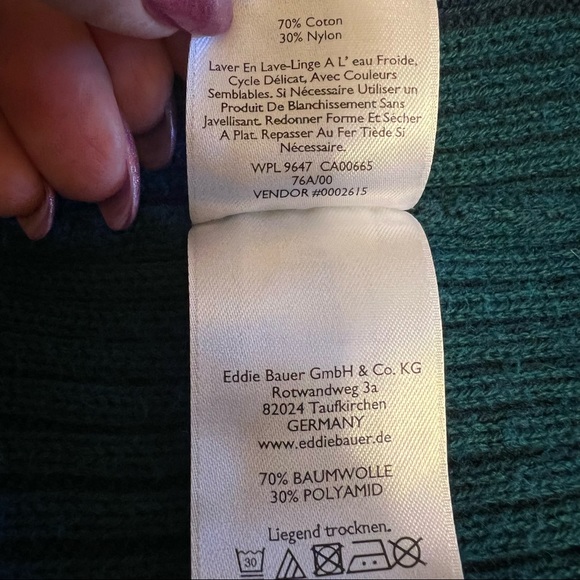 70% Coton
30% Nylon
Laver En Lave-Linge A L' eau Froide,
Cycle Délicat, Avec Couleurs
Semblables. Si Nécessaire Utiliser un
Produit De Blanchissement Sans
Javellisant. Redonner Forme Et Sècher
A Plat. Repasser Au Fer Tiède Si
Nécessaire.
WPL 9647 CA00665
76A/00
VENDOR #0002615
Eddie Bauer GmbH & Co. KG
Rotwandweg 3a
82024 Taufkirchen
GERMANY
www.eddiebauer.de
70% BAUMWOLLE
30% POLYAMID
Liegend trocknen.
30